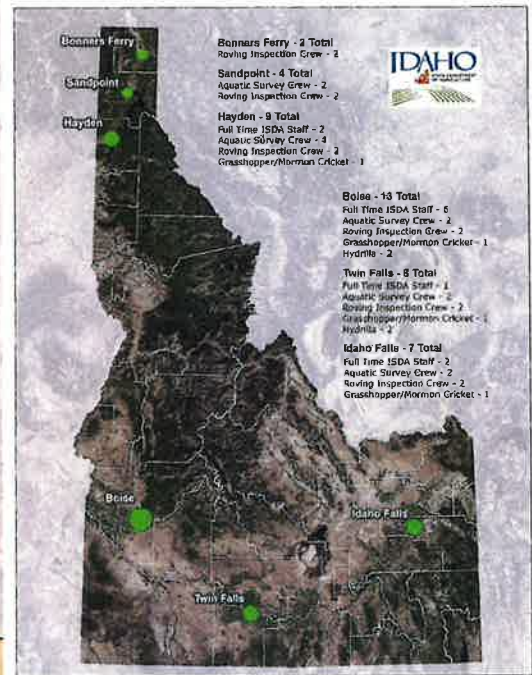 Bonners Ferry
Sandpoint
Hayden
Bonners Ferry - 2 Total
Roving Inspection Crew - 2
Sandpoint - 4 Total
Aquatic Survey Crew - 2
Roving Inspection Crew - 2
Hayden - 9 Total
Full Time ISDA Staff - 2
Aquatic Survey Crew - 4
Roving Inspection Crew - 2
Grasshopper/Mormon Cricket - 1
IDAHO
STATE DEPARTMENT
OF AGRICULTURE
Boise - 13 Total
Full Time ISDA Staff - 6
Aquatic Survey Crew - 2
Roving Inspection Crew - 2
Grasshopper/Mormon Cricket - 1
Hydrilla - 2
Twin Falls - 8 Total
Full Time ISDA Staff - 1
Aquatic Survey Crew - 2
Roving Inspection Crew - 2
Grasshopper/Mormon Cricket - 1
Hydrilla - 2
Idaho Falls - 7 Total
Full Time ISDA Staff - 2
Aquatic Survey Crew - 2
Roving Inspection Crew - 2
Grasshopper/Mormon Cricket - 1
Boise
Idaho Falls
Twin Falls